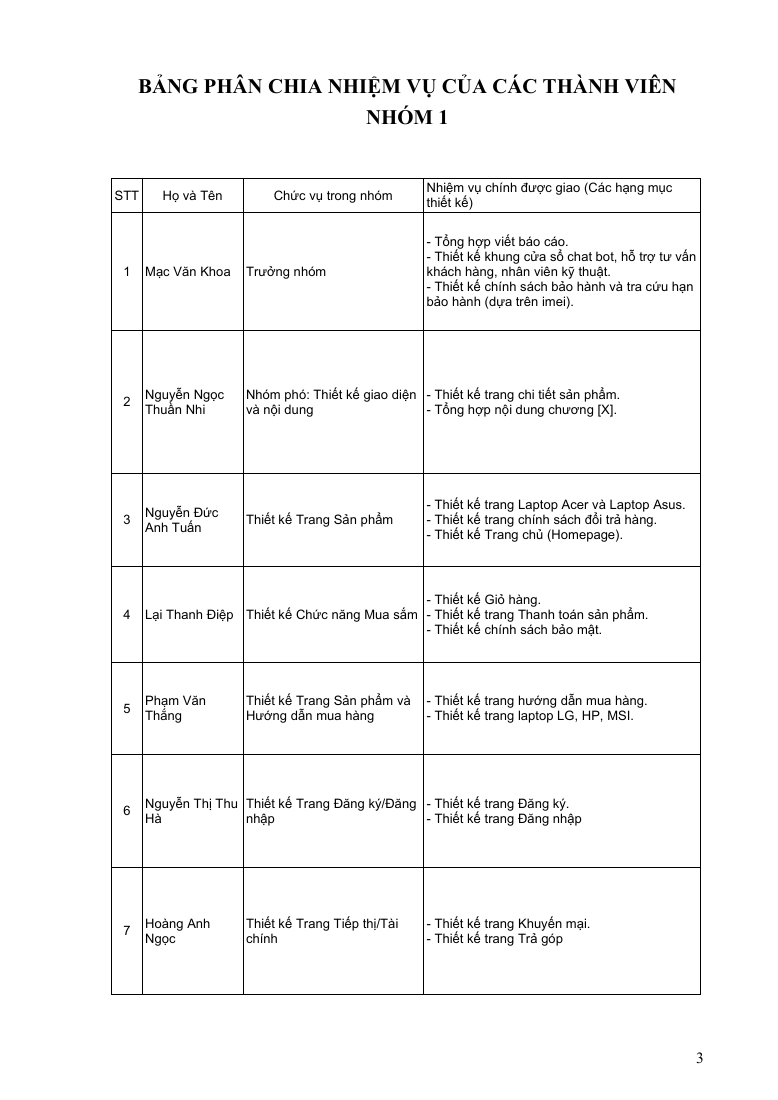 BẢNG PHÂN CHIA NHIỆM VỤ CỦA CÁC THÀNH VIÊN
NHÓM 1
STT
Họ và Tên
Chức vụ trong nhóm
Nhiệm vụ chính được giao (Các hạng mục
thiết kế)
1
Mạc Văn Khoa
Trưởng nhóm
- Tổng hợp viết báo cáo.
- Thiết kế khung cửa sổ chat bot, hỗ trợ tư vấn
khách hàng, nhân viên kỹ thuật.
- Thiết kế chính sách bảo hành và tra cứu hạn
bảo hành (dựa trên imei).
2
Nguyễn Ngọc
Thuần Nhi
Nhóm phó: Thiết kế giao diện
và nội dung
- Thiết kế trang chi tiết sản phẩm.
- Tổng hợp nội dung chương [X].
3
Nguyễn Đức
Anh Tuấn
Thiết kế Trang Sản phẩm
- Thiết kế trang Laptop Acer và Laptop Asus.
- Thiết kế trang chính sách đổi trả hàng.
- Thiết kế Trang chủ (Homepage).
4
Lại Thanh Điệp
Thiết kế Chức năng Mua sắm
- Thiết kế Giỏ hàng.
- Thiết kế trang Thanh toán sản phẩm.
- Thiết kế chính sách bảo mật.
5
Phạm Văn
Thắng
Thiết kế Trang Sản phẩm và
Hướng dẫn mua hàng
- Thiết kế trang hướng dẫn mua hàng.
- Thiết kế trang laptop LG, HP, MSI.
6
Nguyễn Thị Thu
Hà
Thiết kế Trang Đăng ký/Đăng
nhập
- Thiết kế trang Đăng ký.
- Thiết kế trang Đăng nhập
7
Hoàng Anh
Ngọc
Thiết kế Trang Tiếp thị/Tài
chính
- Thiết kế trang Khuyến mại.
- Thiết kế trang Trả góp
3